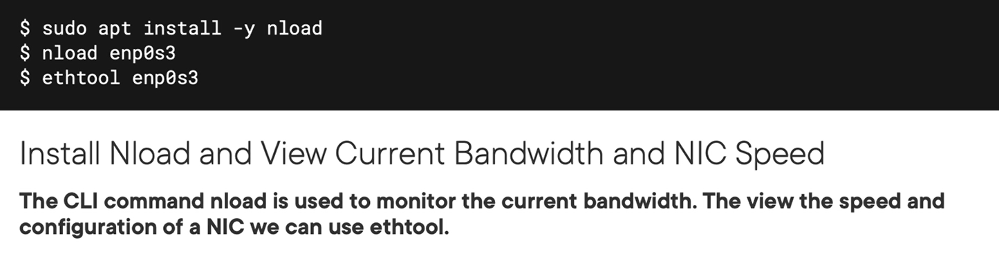 $ sudo apt install -y nload
$ nload enp0s3
$ ethtool enp0s3
Install Nload and View Current Bandwidth and NIC Speed
The CLI command nload is used to monitor the current bandwidth. The view the speed and
configuration of a NIC we can use ethtool.